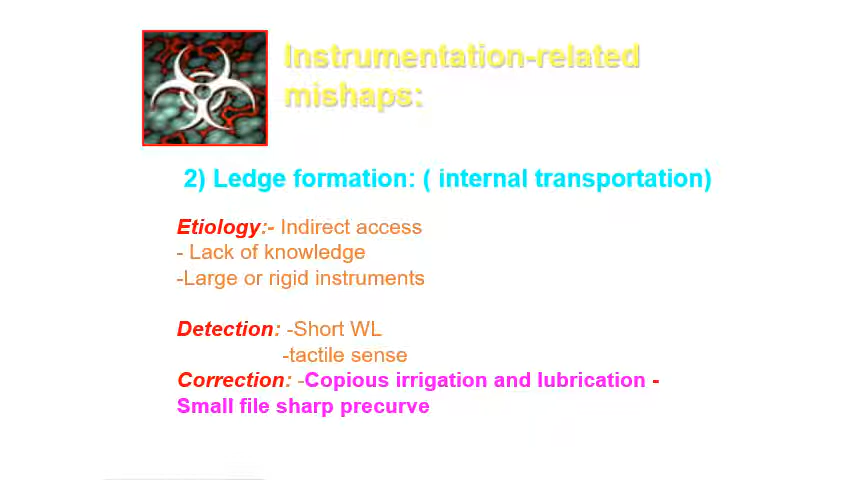 Instrumentation-related
mishaps:
2) Ledge formation: ( internal transportation)
Etiology:- Indirect access
- Lack of knowledge
-Large or rigid instruments
Detection: -Short WL
-tactile sense
Correction: -Copious irrigation and lubrication -
Small file sharp precurve